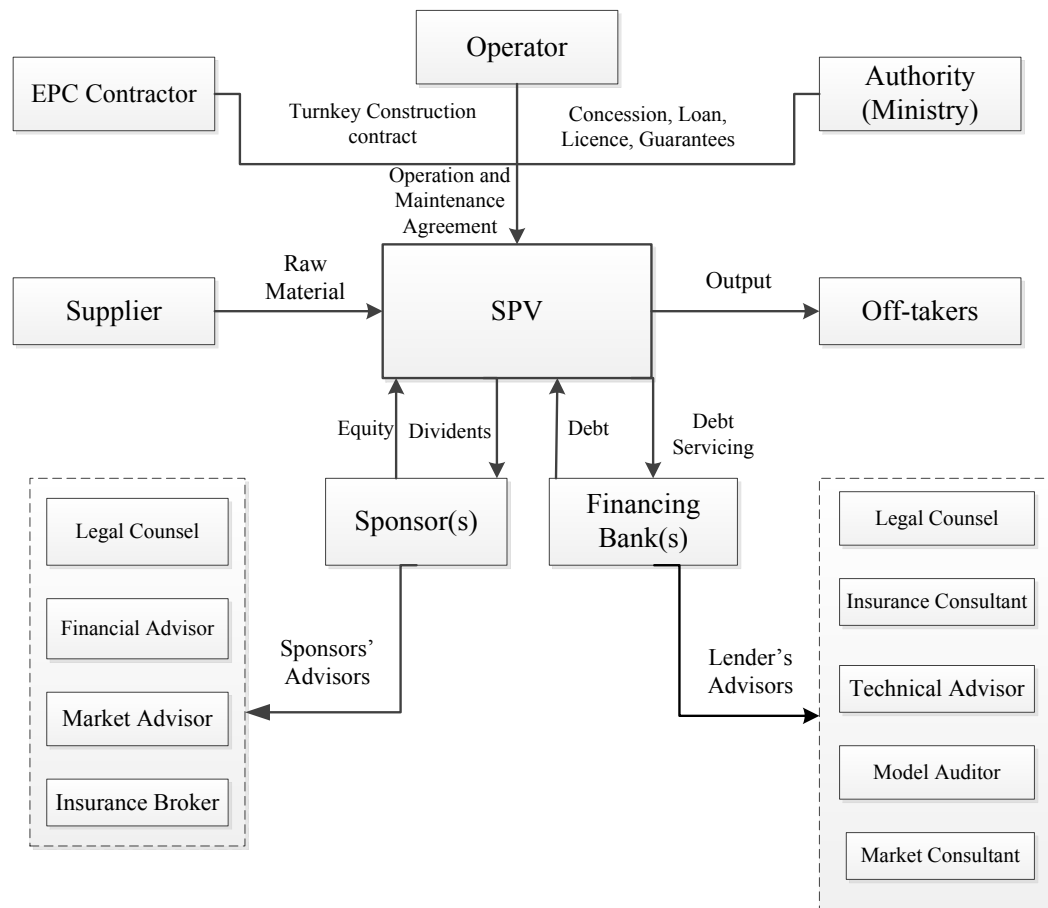 Operator
EPC Contractor
Authority
(Ministry)
Turnkey Construction
contract
Concession, Loan,
Licence, Guarantees
Operation and
Maintenance
Agreement
Supplier
Raw
Material
SPV
Output
Off-takers
Equity
Dividents
Debt
Debt
Servicing
Sponsor(s)
Financing
Bank(s)
Legal Counsel
Financial Advisor
Market Advisor
Insurance Broker
Sponsors’
Advisors
Lender’s
Advisors
Legal Counsel
Insurance Consultant
Technical Advisor
Model Auditor
Market Consultant